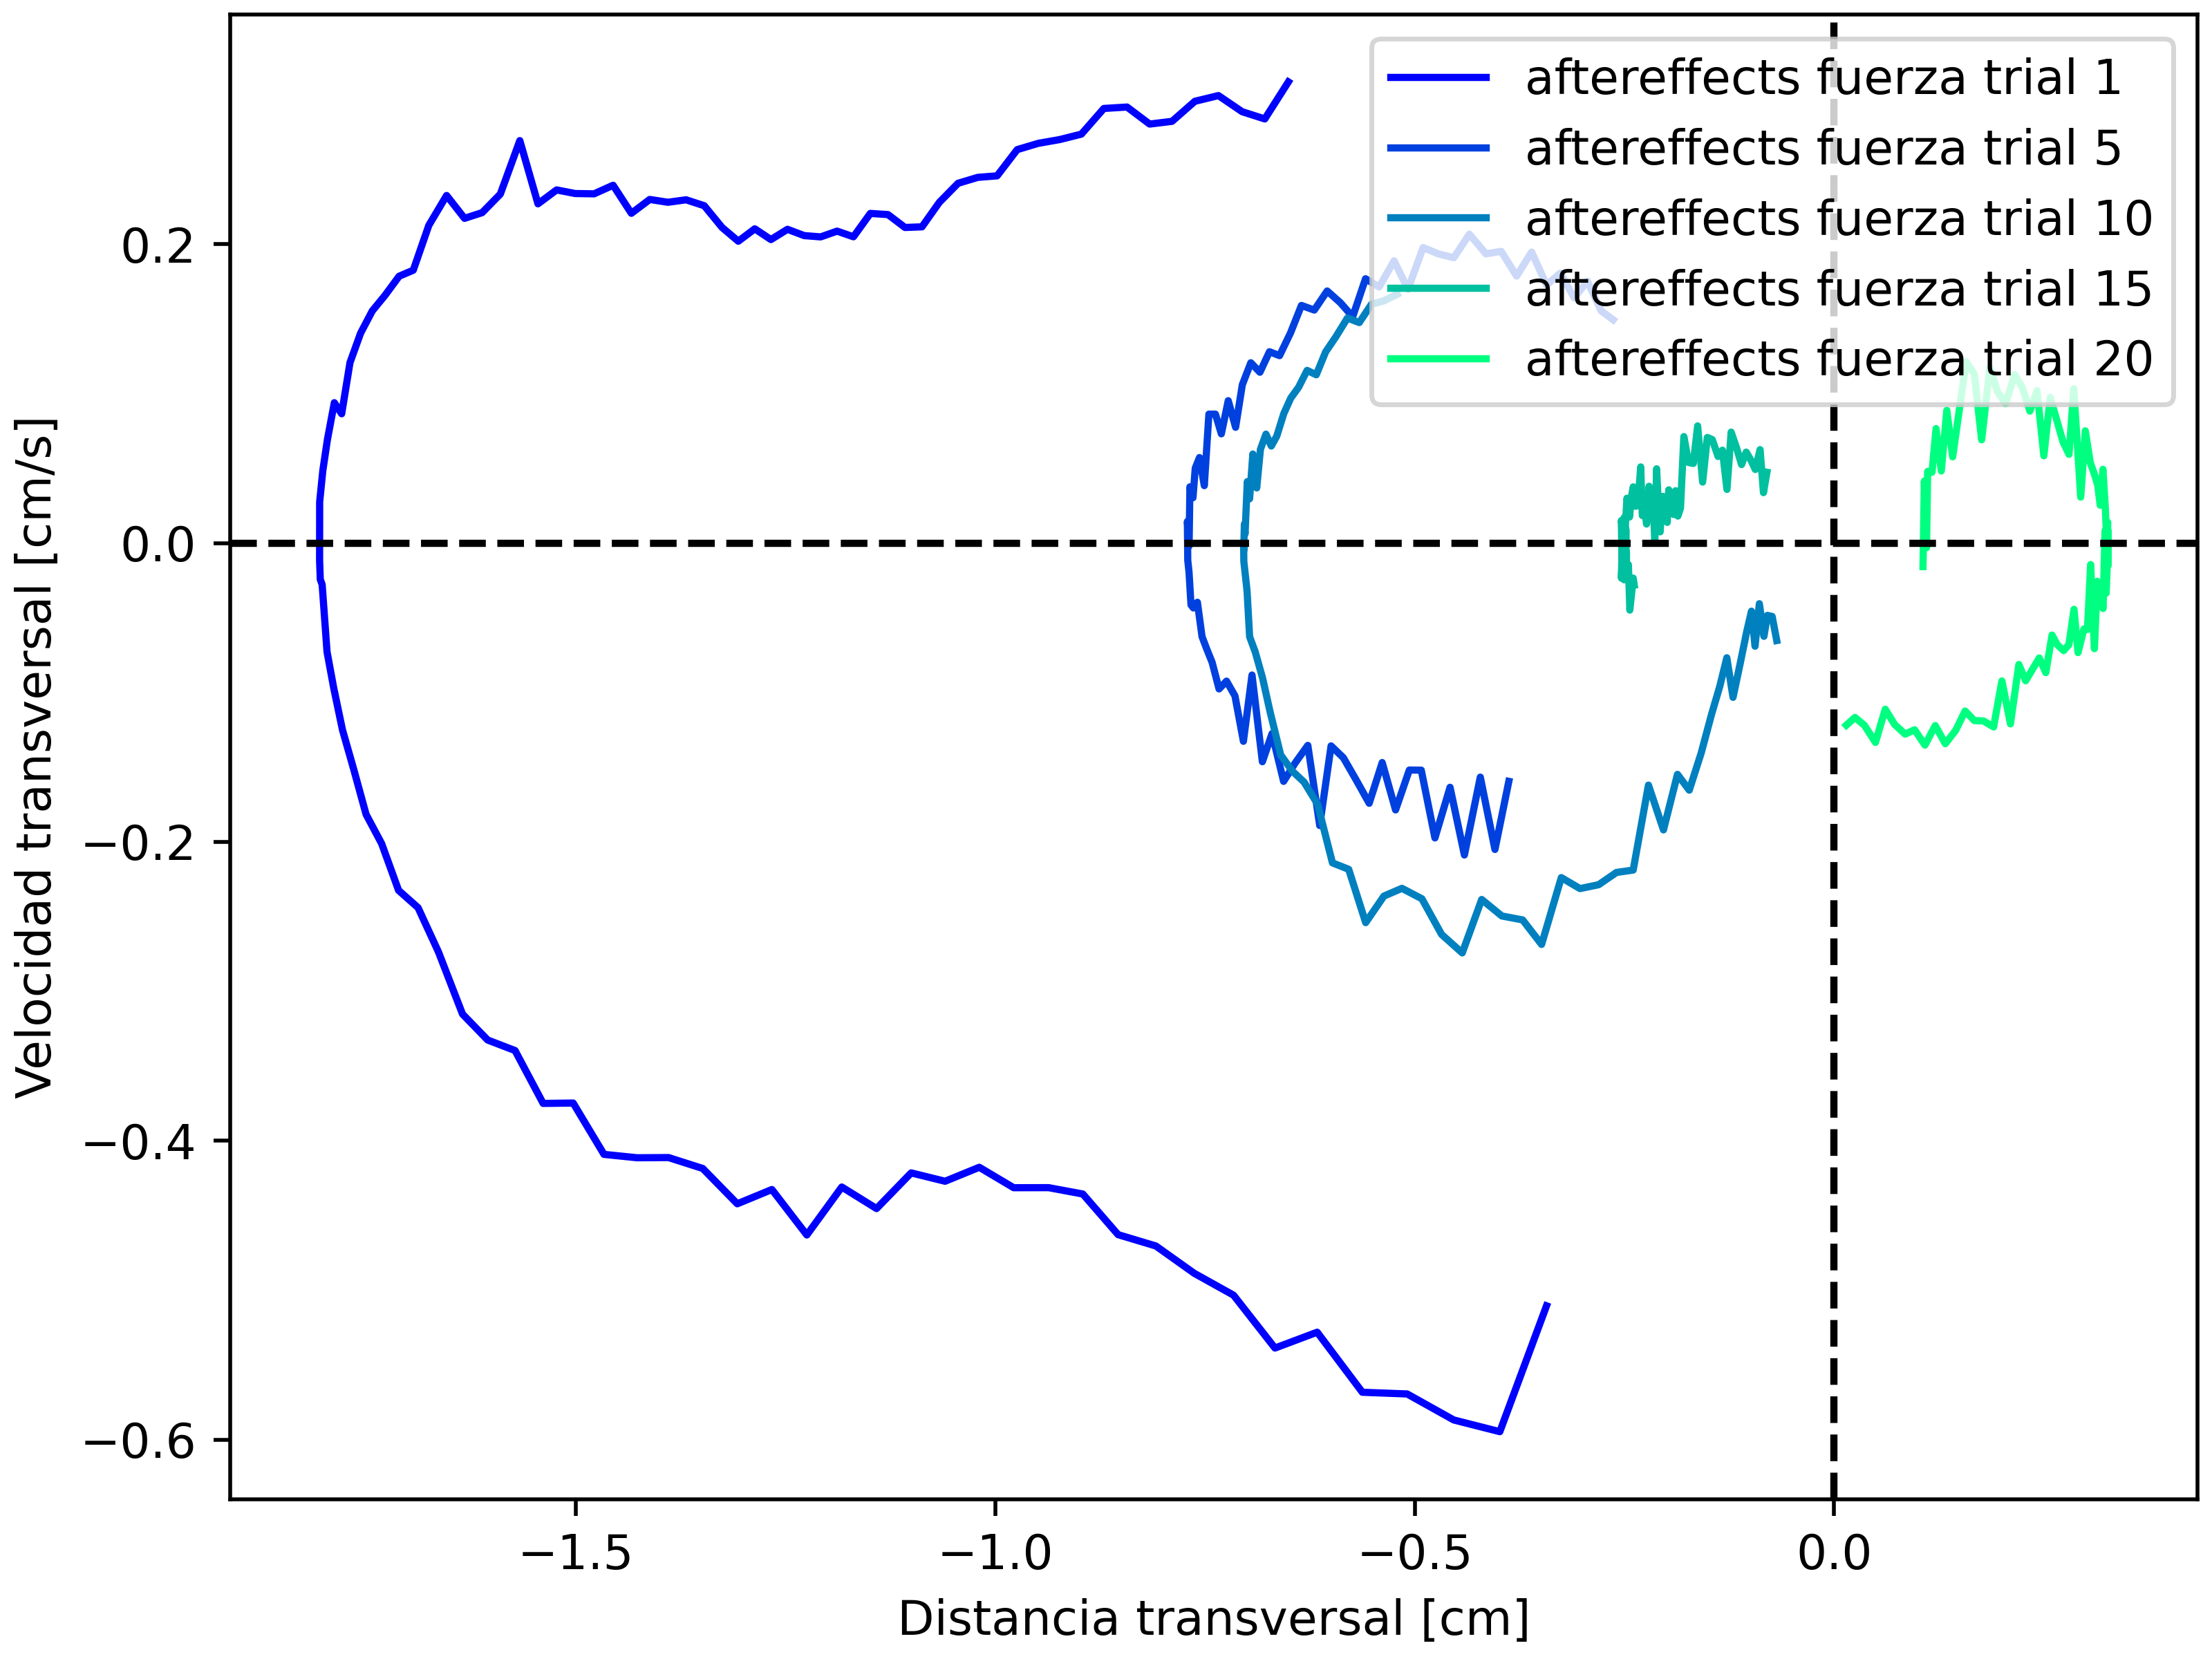 aftereffects fuerza trial 1
aftereffects fuerza trial 5
aftereffects fuerza trial 10
aftereffects fuerza trial 15
aftereffects fuerza trial 20
Velocidad transversal [cm/s]
0.2
0.0
−0.2
−0.4
−0.6
−1.5
−1.0
−0.5
0.0
Distancia transversal [cm]